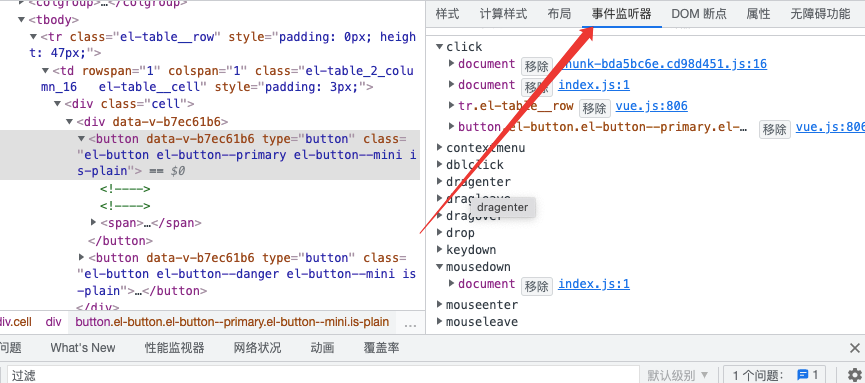 <colgroup>…</colgroup>
<tbody>
<tr class="el-table__row" style="padding: 0px; heigh
t: 47px;">
<td rowspan="1" colspan="1" class="el-table_2_colu
mn_16   el-table__cell" style="padding: 3px;">
<div class="cell">
<div data-v-b7ec61b6>
<button data-v-b7ec61b6 type="button" class=
"el-button el-button--primary el-button--mini i
s-plain"> == $0
<!---->
<!---->
<span>…</span>
</button>
<button data-v-b7ec61b6 type="button" class=
"el-button el-button--danger el-button--mini is
-plain">…</button>
</div>
div.cell div button.el-button.el-button--primary.el-button--mini.is-plain …
样式 计算样式 布局 事件监听器 DOM 断点 属性 无障碍功能
click
document 移除 chunk-bda5bc6e.cd98d451.js:16
document 移除 index.js:1
tr.el-table__row 移除 vue.js:806
button.el-button.el-button--primary.el-… 移除 vue.js:806
contextmenu
dblclick
dragenter
dragleave
dragenter
dragover
drop
keydown
mousedown
document 移除 index.js:1
mouseenter
mouseleave
问题 What's New 性能监视器 网络状况 动画 覆盖率
过滤 默认级别 1 个问题: 1